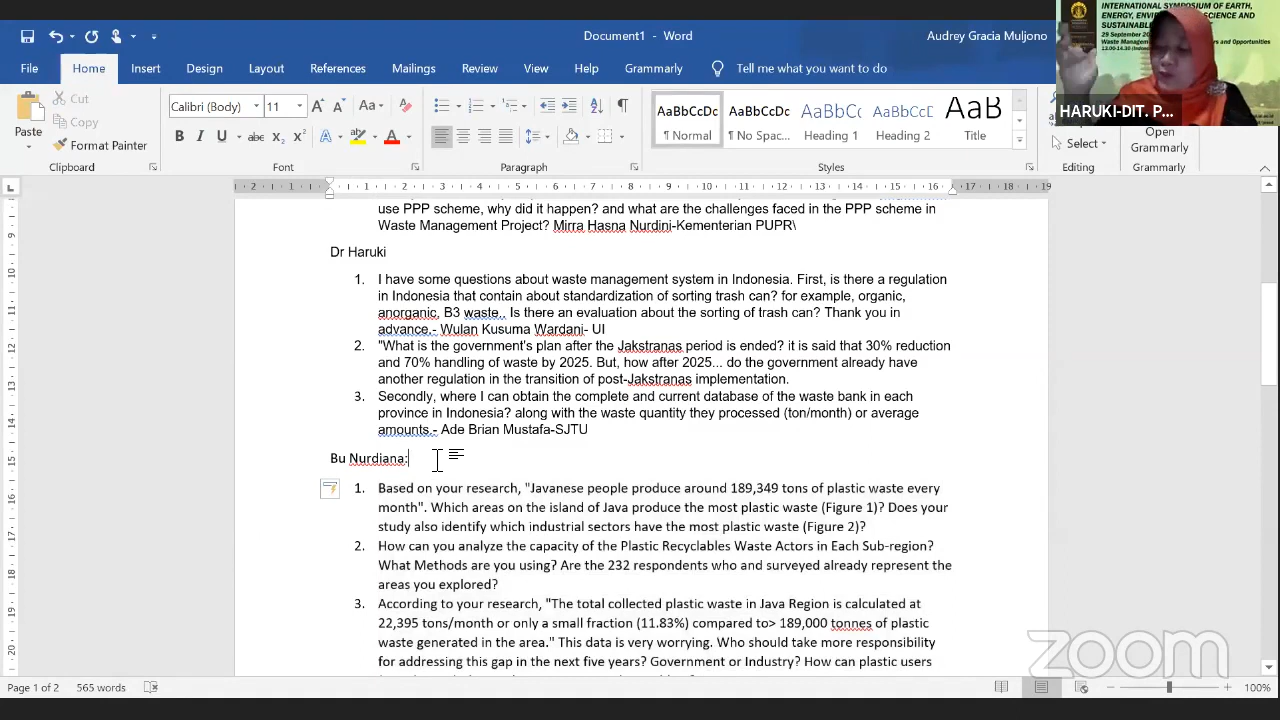 Document1 - Word
Audrey Gracia Muljono
File Home Insert Design Layout References Mailings Review View Help Grammarly Tell me what you want to do
INTERNATIONAL SYMPOSIUM OF EARTH,
ENERGY, SCIENCE AND
29 September
Waste and Opportunities
HARUKI-DIT. P...
Paste
Cut
Copy
Format Painter
Calibri (Body) 11
AaBbCcDc AaBbCcDc AaBbCc AaBbCcDc AaB
¶ Normal ¶ No Spac... Heading 1 Heading 2 Title
Select
Open
Grammarly
Clipboard Font Paragraph Styles Editing Grammarly
use PPP scheme, why did it happen? and what are the challenges faced in the PPP scheme in
Waste Management Project? Mirra Hasna Nurdini-Kementerian PUPR\
Dr Haruki
1. I have some questions about waste management system in Indonesia. First, is there a regulation
in Indonesia that contain about standardization of sorting trash can? for example, organic,
anorganic, B3 waste.. Is there an evaluation about the sorting of trash can? Thank you in
advance.- Wulan Kusuma Wardani- UI
2. "What is the government's plan after the Jakstranas period is ended? it is said that 30% reduction
and 70% handling of waste by 2025. But, how after 2025... do the government already have
another regulation in the transition of post-Jakstranas implementation.
3. Secondly, where I can obtain the complete and current database of the waste bank in each
province in Indonesia? along with the waste quantity they processed (ton/month) or average
amounts.- Ade Brian Mustafa-SJTU
Bu Nurdiana:
1. Based on your research, "Javanese people produce around 189,349 tons of plastic waste every
month". Which areas on the island of Java produce the most plastic waste (Figure 1)? Does your
study also identify which industrial sectors have the most plastic waste (Figure 2)?
2. How can you analyze the capacity of the Plastic Recyclables Waste Actors in Each Sub-region?
What Methods are you using? Are the 232 respondents who and surveyed already represent the
areas you explored?
3. According to your research, "The total collected plastic waste in Java Region is calculated at
22,395 tons/month or only a small fraction (11.83%) compared to> 189,000 tonnes of plastic
waste generated in the area." This data is very worrying. Who should take more responsibility
for addressing this gap in the next five years? Government or Industry? How can plastic users
zoom
Page 1 of 2 565 words 100%